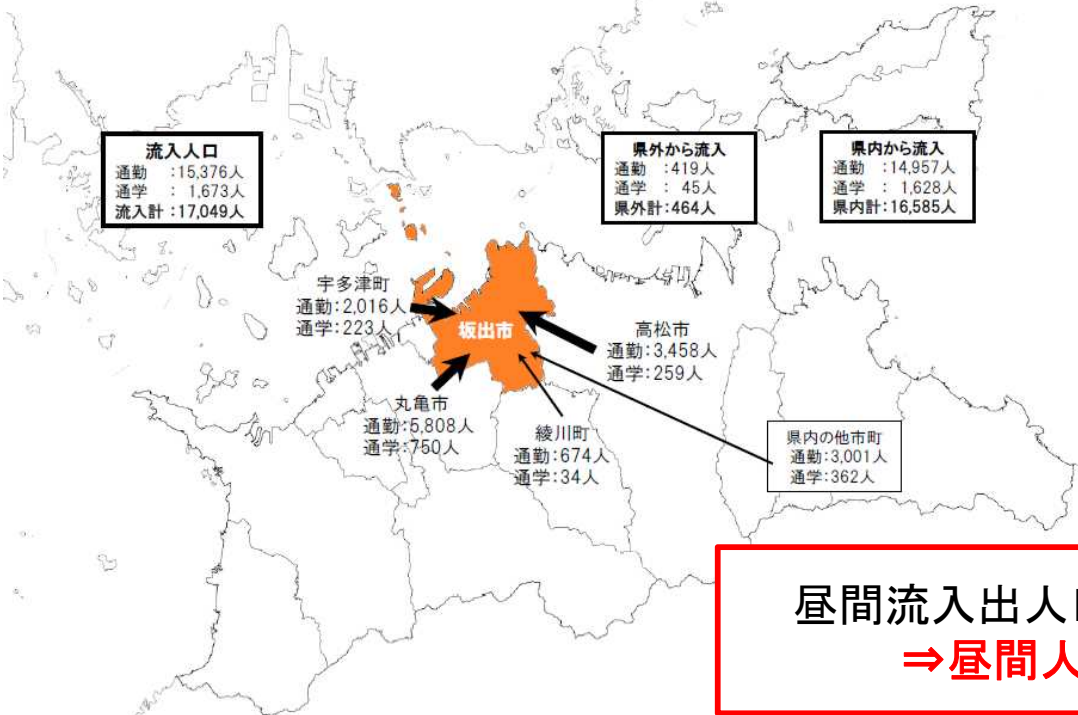 流入人口
通勤 :15,376人
通学 : 1,673人
流入計:17,049人
県外から流入
通勤 :419人
通学 : 45人
県外計:464人
県内から流入
通勤 :14,957人
通学 : 1,628人
県内計:16,585人
宇多津町
通勤:2,016人
通学:223人
坂出市
高松市
通勤:3,458人
通学:259人
丸亀市
通勤:5,808人
通学:750人
綾川町
通勤:674人
通学:34人
県内の他市町
通勤:3,001人
通学:362人
昼間流入出人
⇒昼間人